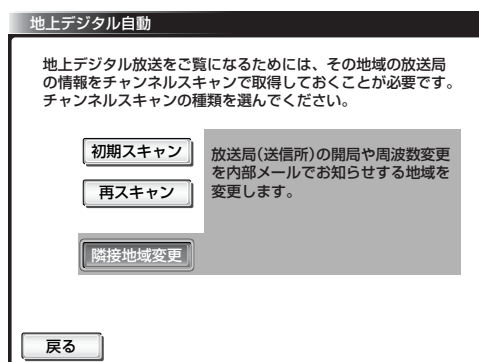 地上デジタル自動
地上デジタル放送をご覧になるためには、その地域の放送局
の情報をチャンネルスキャンで取得しておくことが必要です。
チャンネルスキャンの種類を選んでください。
初期スキャン
再スキャン
隣接地域変更
放送局(送信所)の開局や周波数変更
を内部メールでお知らせする地域を
変更します。
戻る